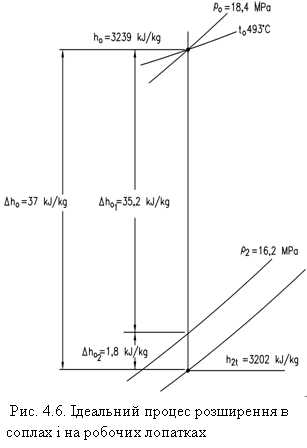 p₀ = 18,4 MPa
h₀ = 3239 kJ/kg
t₀493°C
Δh₀=37 kJ/kg
Δh₀₁=35,2 kJ/kg
p₂ =16,2 MPa
Δh₀₂=1,8 kJ/kg
h₂ₜ = 3202 kJ/kg
Рис. 4.6. Ідеальний процес розширення в
соплах і на робочих лопатках